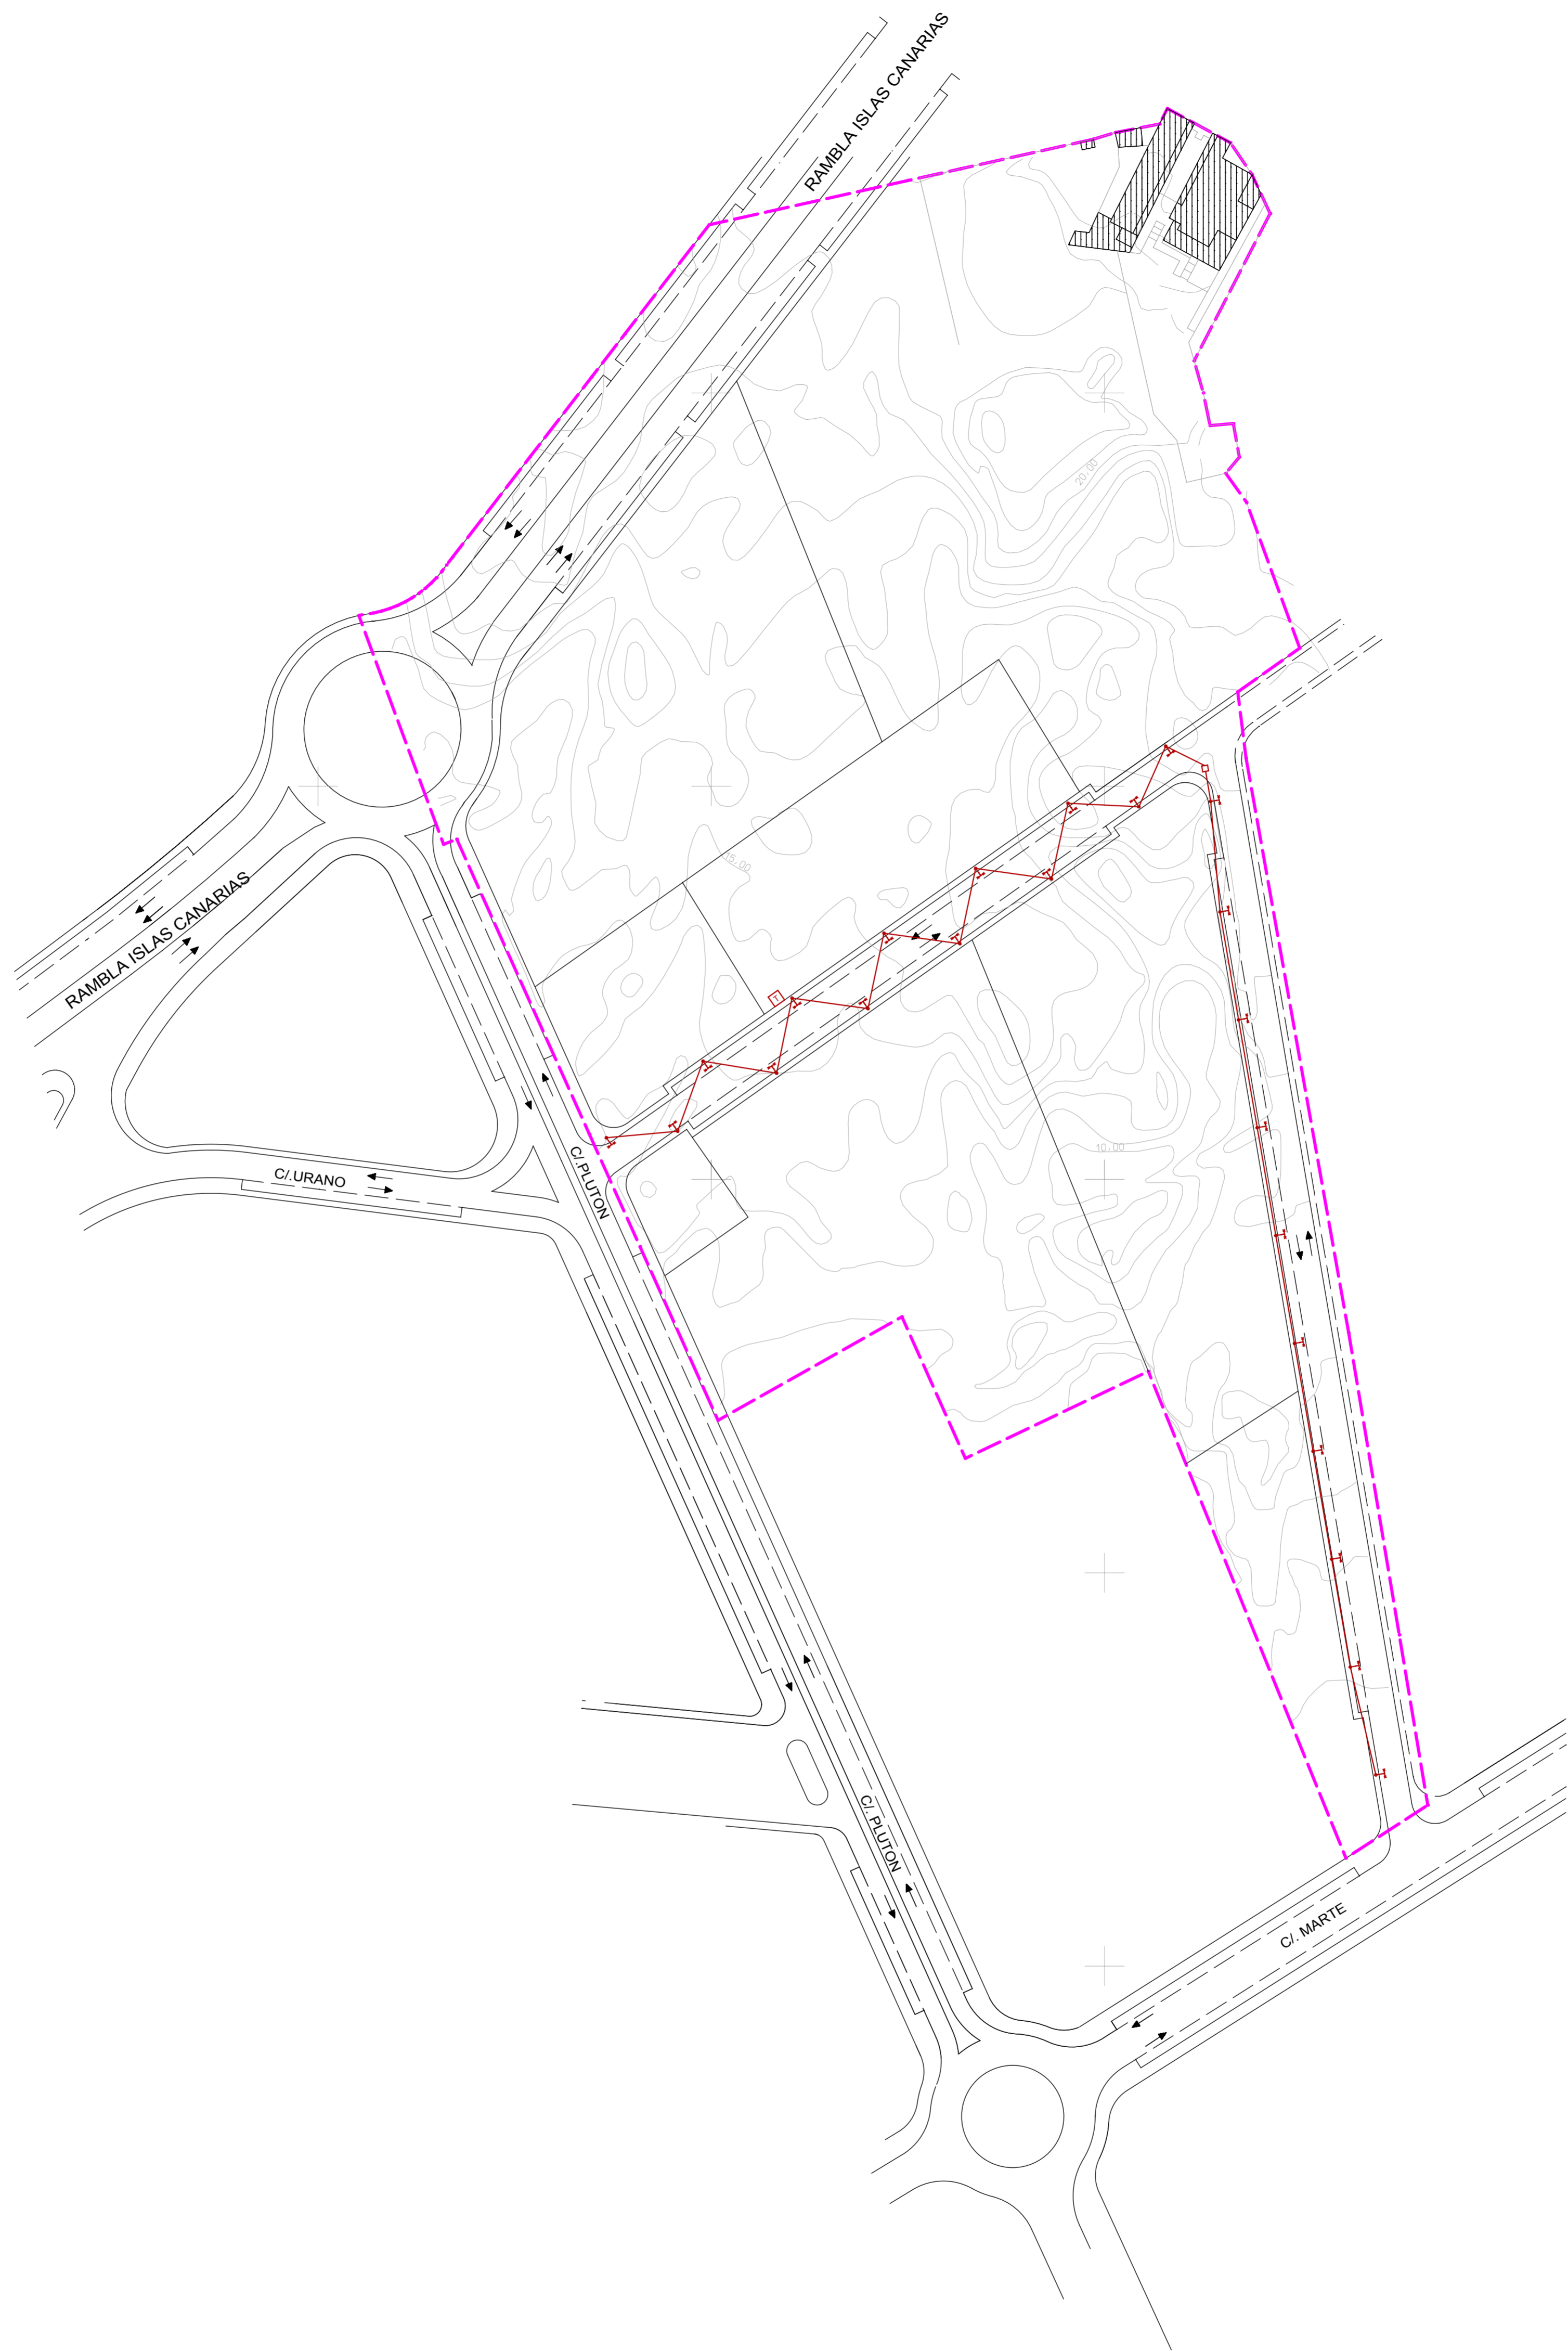 RAMBLA ISLAS CANARIAS
20.00
15.00
RAMBLA ISLAS CANARIAS
T
10.00
C/.URANO
C/.PLUTON
C/. PLUTON
C/. MARTE